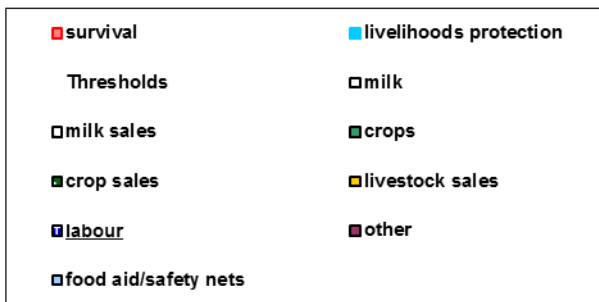 survival livelihoods protection
Thresholds milk
milk sales crops
crop sales livestock sales
T labour other
food aid/safety nets